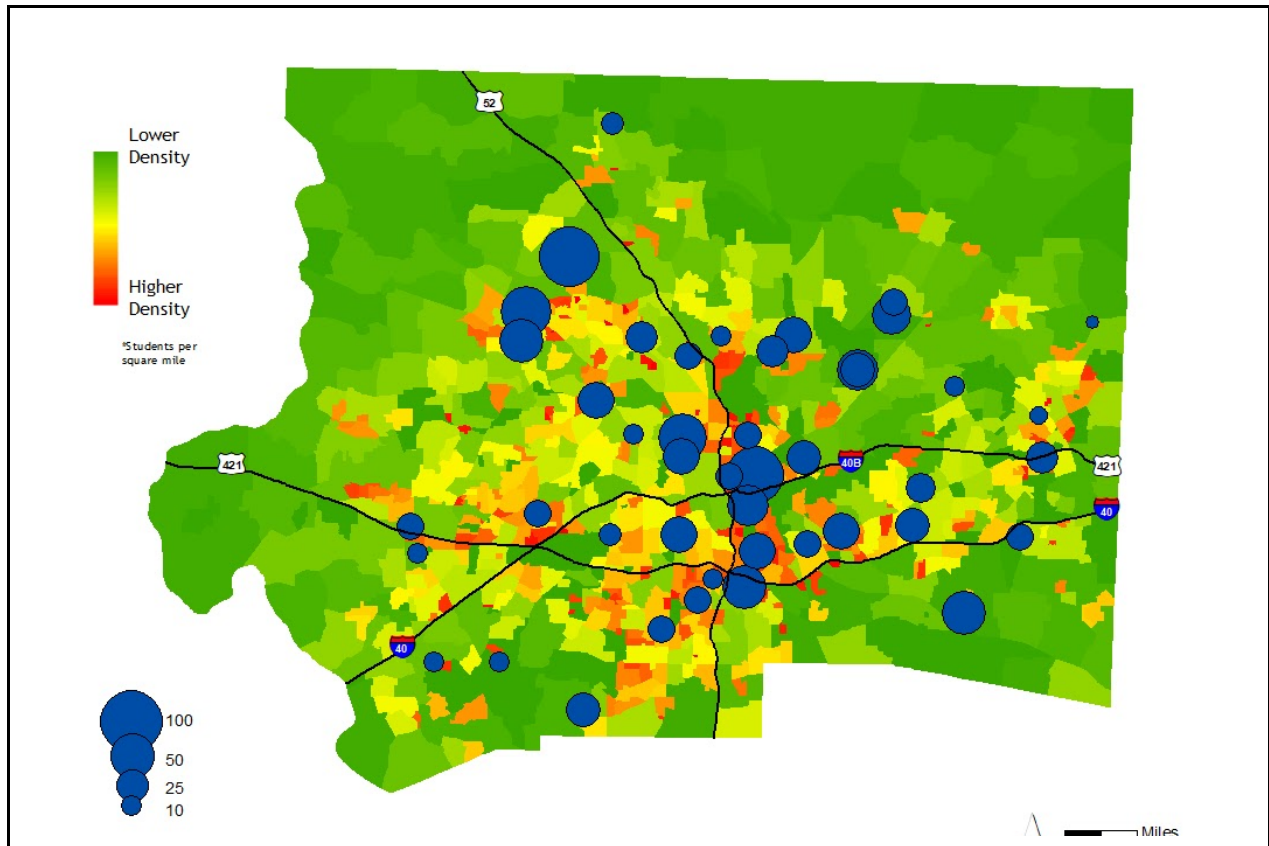 52
Lower
Density
Higher
Density
*Students per
square mile
421
40B
421
40
40
100
50
25
10
Miles